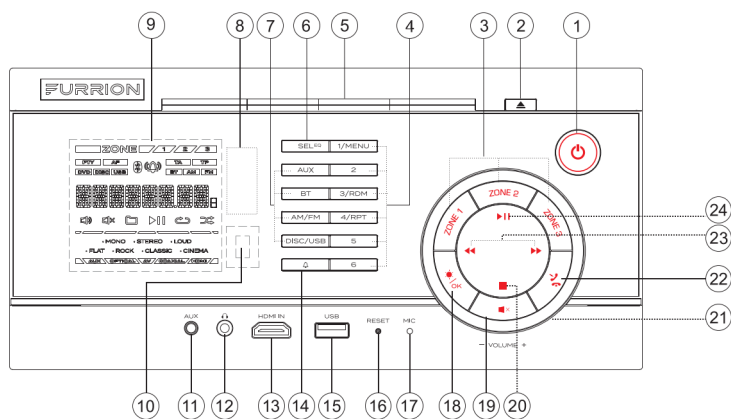 9 8 7 6 5 4 3 2 1
FURRION
ZONE 1 2 3
PTY AF TA TP
DVD DISC USB BT AM FM
• MONO • STEREO • LOUD
• FLAT • ROCK • CLASSIC • CINEMA
AUX OPTICAL AV COAXIAL HDMI
SEL EQ 1/MENU
AUX 2
BT 3/RDM
AM/FM 4/RPT
DISC/USB 5
6
ZONE 1 ZONE 2 ZONE 3
OK
− VOLUME +
24
23
22
21
AUX HDMI IN USB RESET MIC
10 11 12 13 14 15 16 17 18 19 20